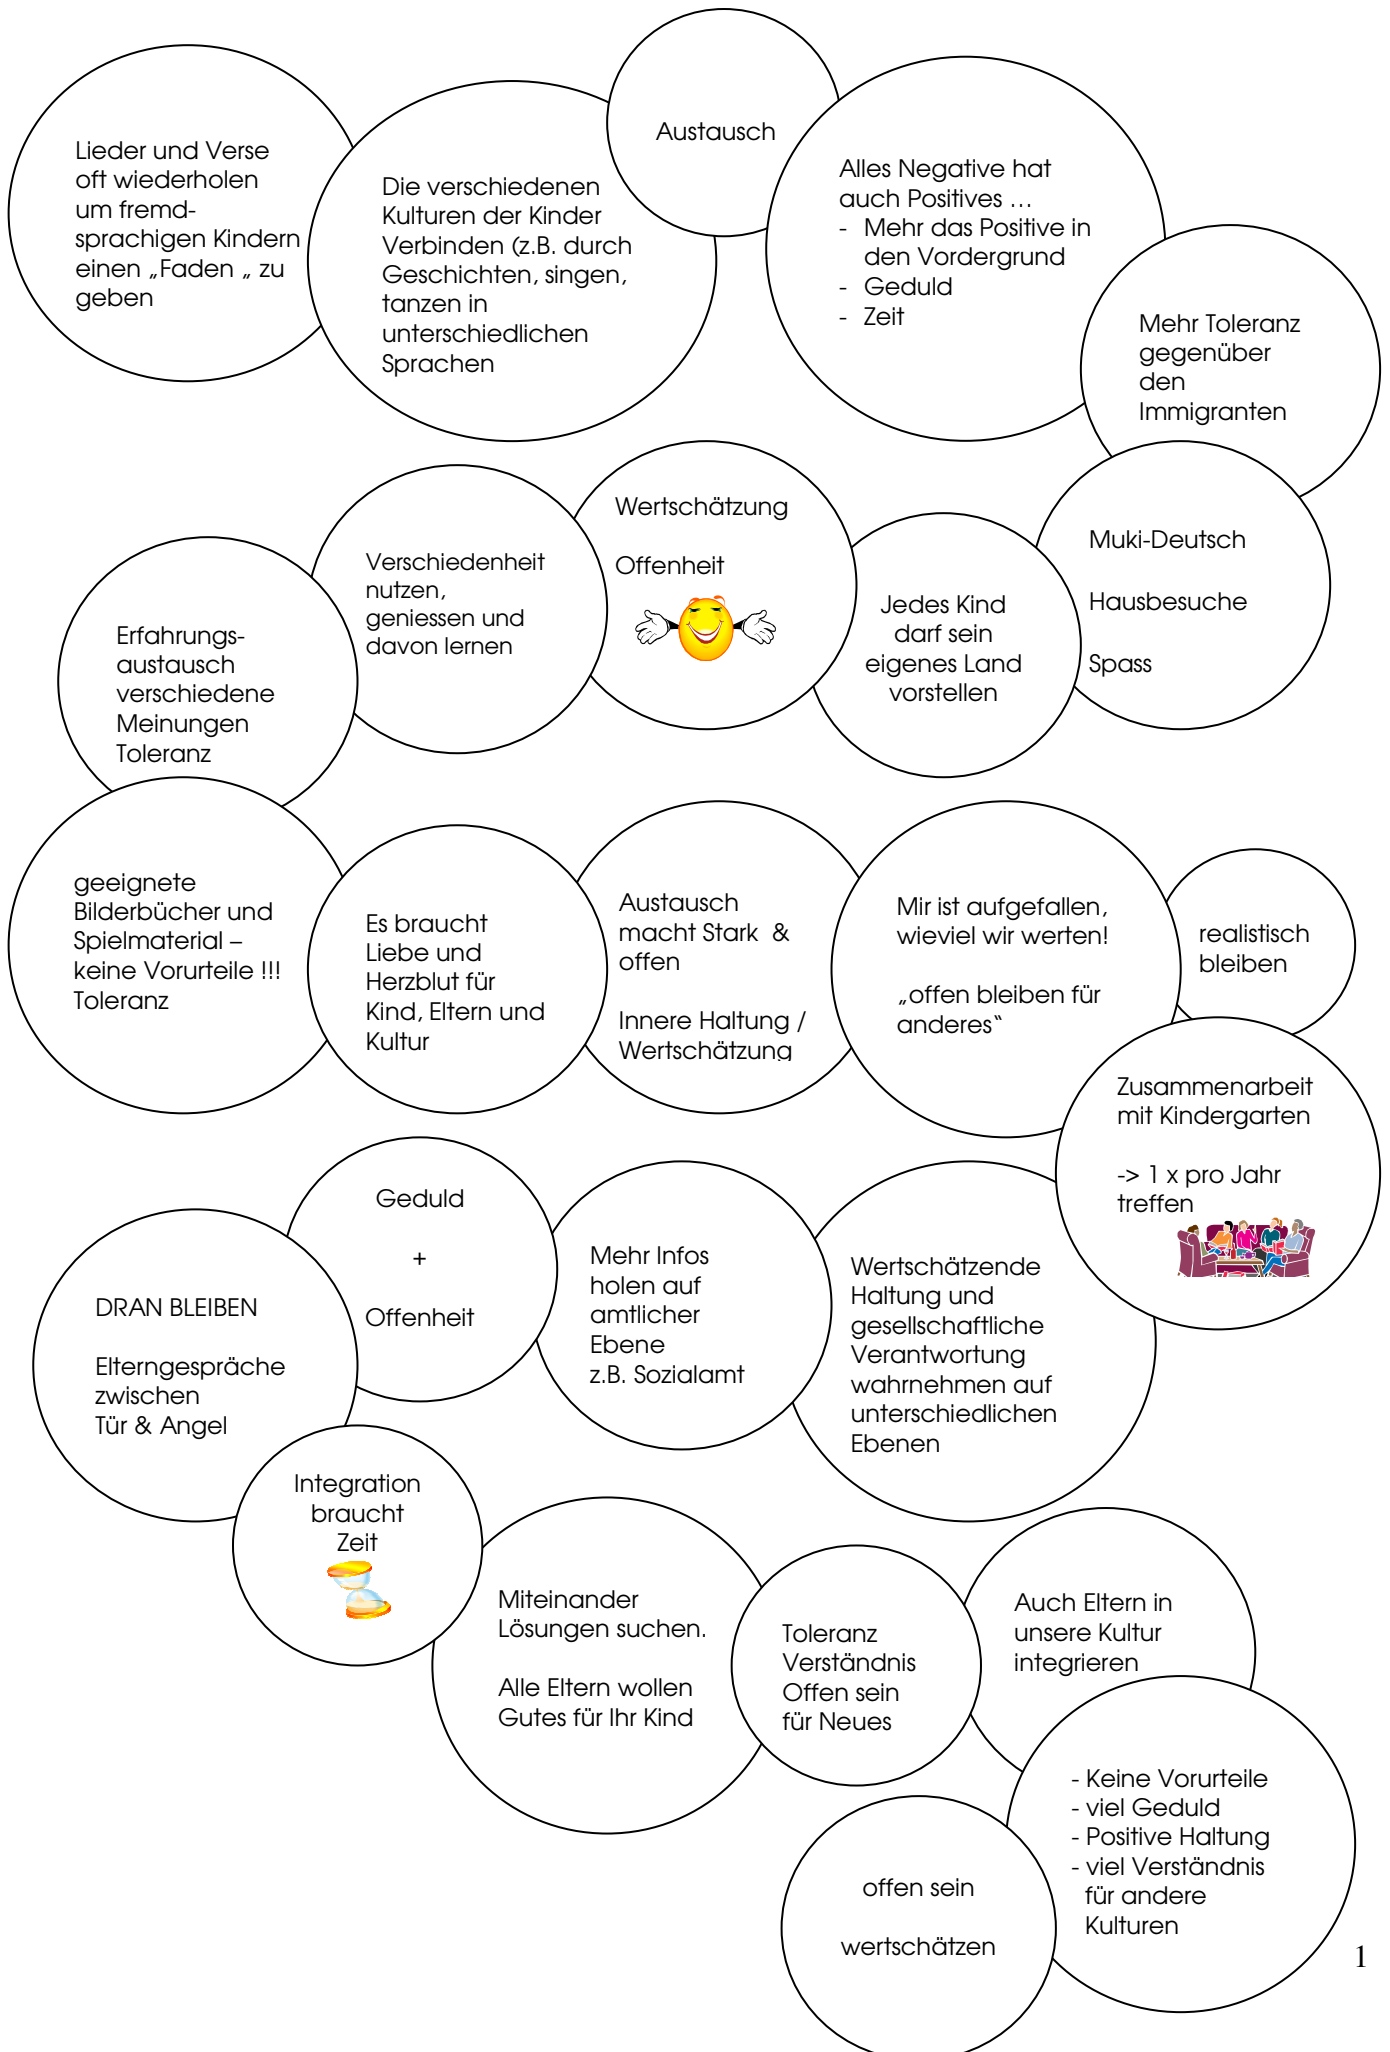 Lieder und Verse
oft wiederholen
um fremd-
sprachigen Kindern
einen „Faden „ zu
geben
Die verschiedenen
Kulturen der Kinder
Verbinden (z.B. durch
Geschichten, singen,
tanzen in
unterschiedlichen
Sprachen
Austausch
Alles Negative hat
auch Positives …
- Mehr das Positive in
den Vordergrund
- Geduld
- Zeit
Mehr Toleranz
gegenüber
den
Immigranten
Erfahrungs-
austausch
verschiedene
Meinungen
Toleranz
Verschiedenheit
nutzen,
geniessen und
davon lernen
Wertschätzung
Offenheit
Jedes Kind
darf sein
eigenes Land
vorstellen
Muki-Deutsch
Hausbesuche
Spass
geeignete
Bilderbücher und
Spielmaterial –
keine Vorurteile !!!
Toleranz
Es braucht
Liebe und
Herzblut für
Kind, Eltern und
Kultur
Austausch
macht Stark &
offen
Innere Haltung /
Wertschätzung
Mir ist aufgefallen,
wieviel wir werten!
„offen bleiben für
anderes“
realistisch
bleiben
Zusammenarbeit
mit Kindergarten
-> 1 x pro Jahr
treffen
DRAN BLEIBEN
Elterngespräche
zwischen
Tür & Angel
Geduld
+
Offenheit
Mehr Infos
holen auf
amtlicher
Ebene
z.B. Sozialamt
Wertschätzende
Haltung und
gesellschaftliche
Verantwortung
wahrnehmen auf
unterschiedlichen
Ebenen
Integration
braucht
Zeit
Miteinander
Lösungen suchen.
Alle Eltern wollen
Gutes für Ihr Kind
Toleranz
Verständnis
Offen sein
für Neues
Auch Eltern in
unsere Kultur
integrieren
- Keine Vorurteile
- viel Geduld
- Positive Haltung
- viel Verständnis
für andere
Kulturen
offen sein
wertschätzen
1